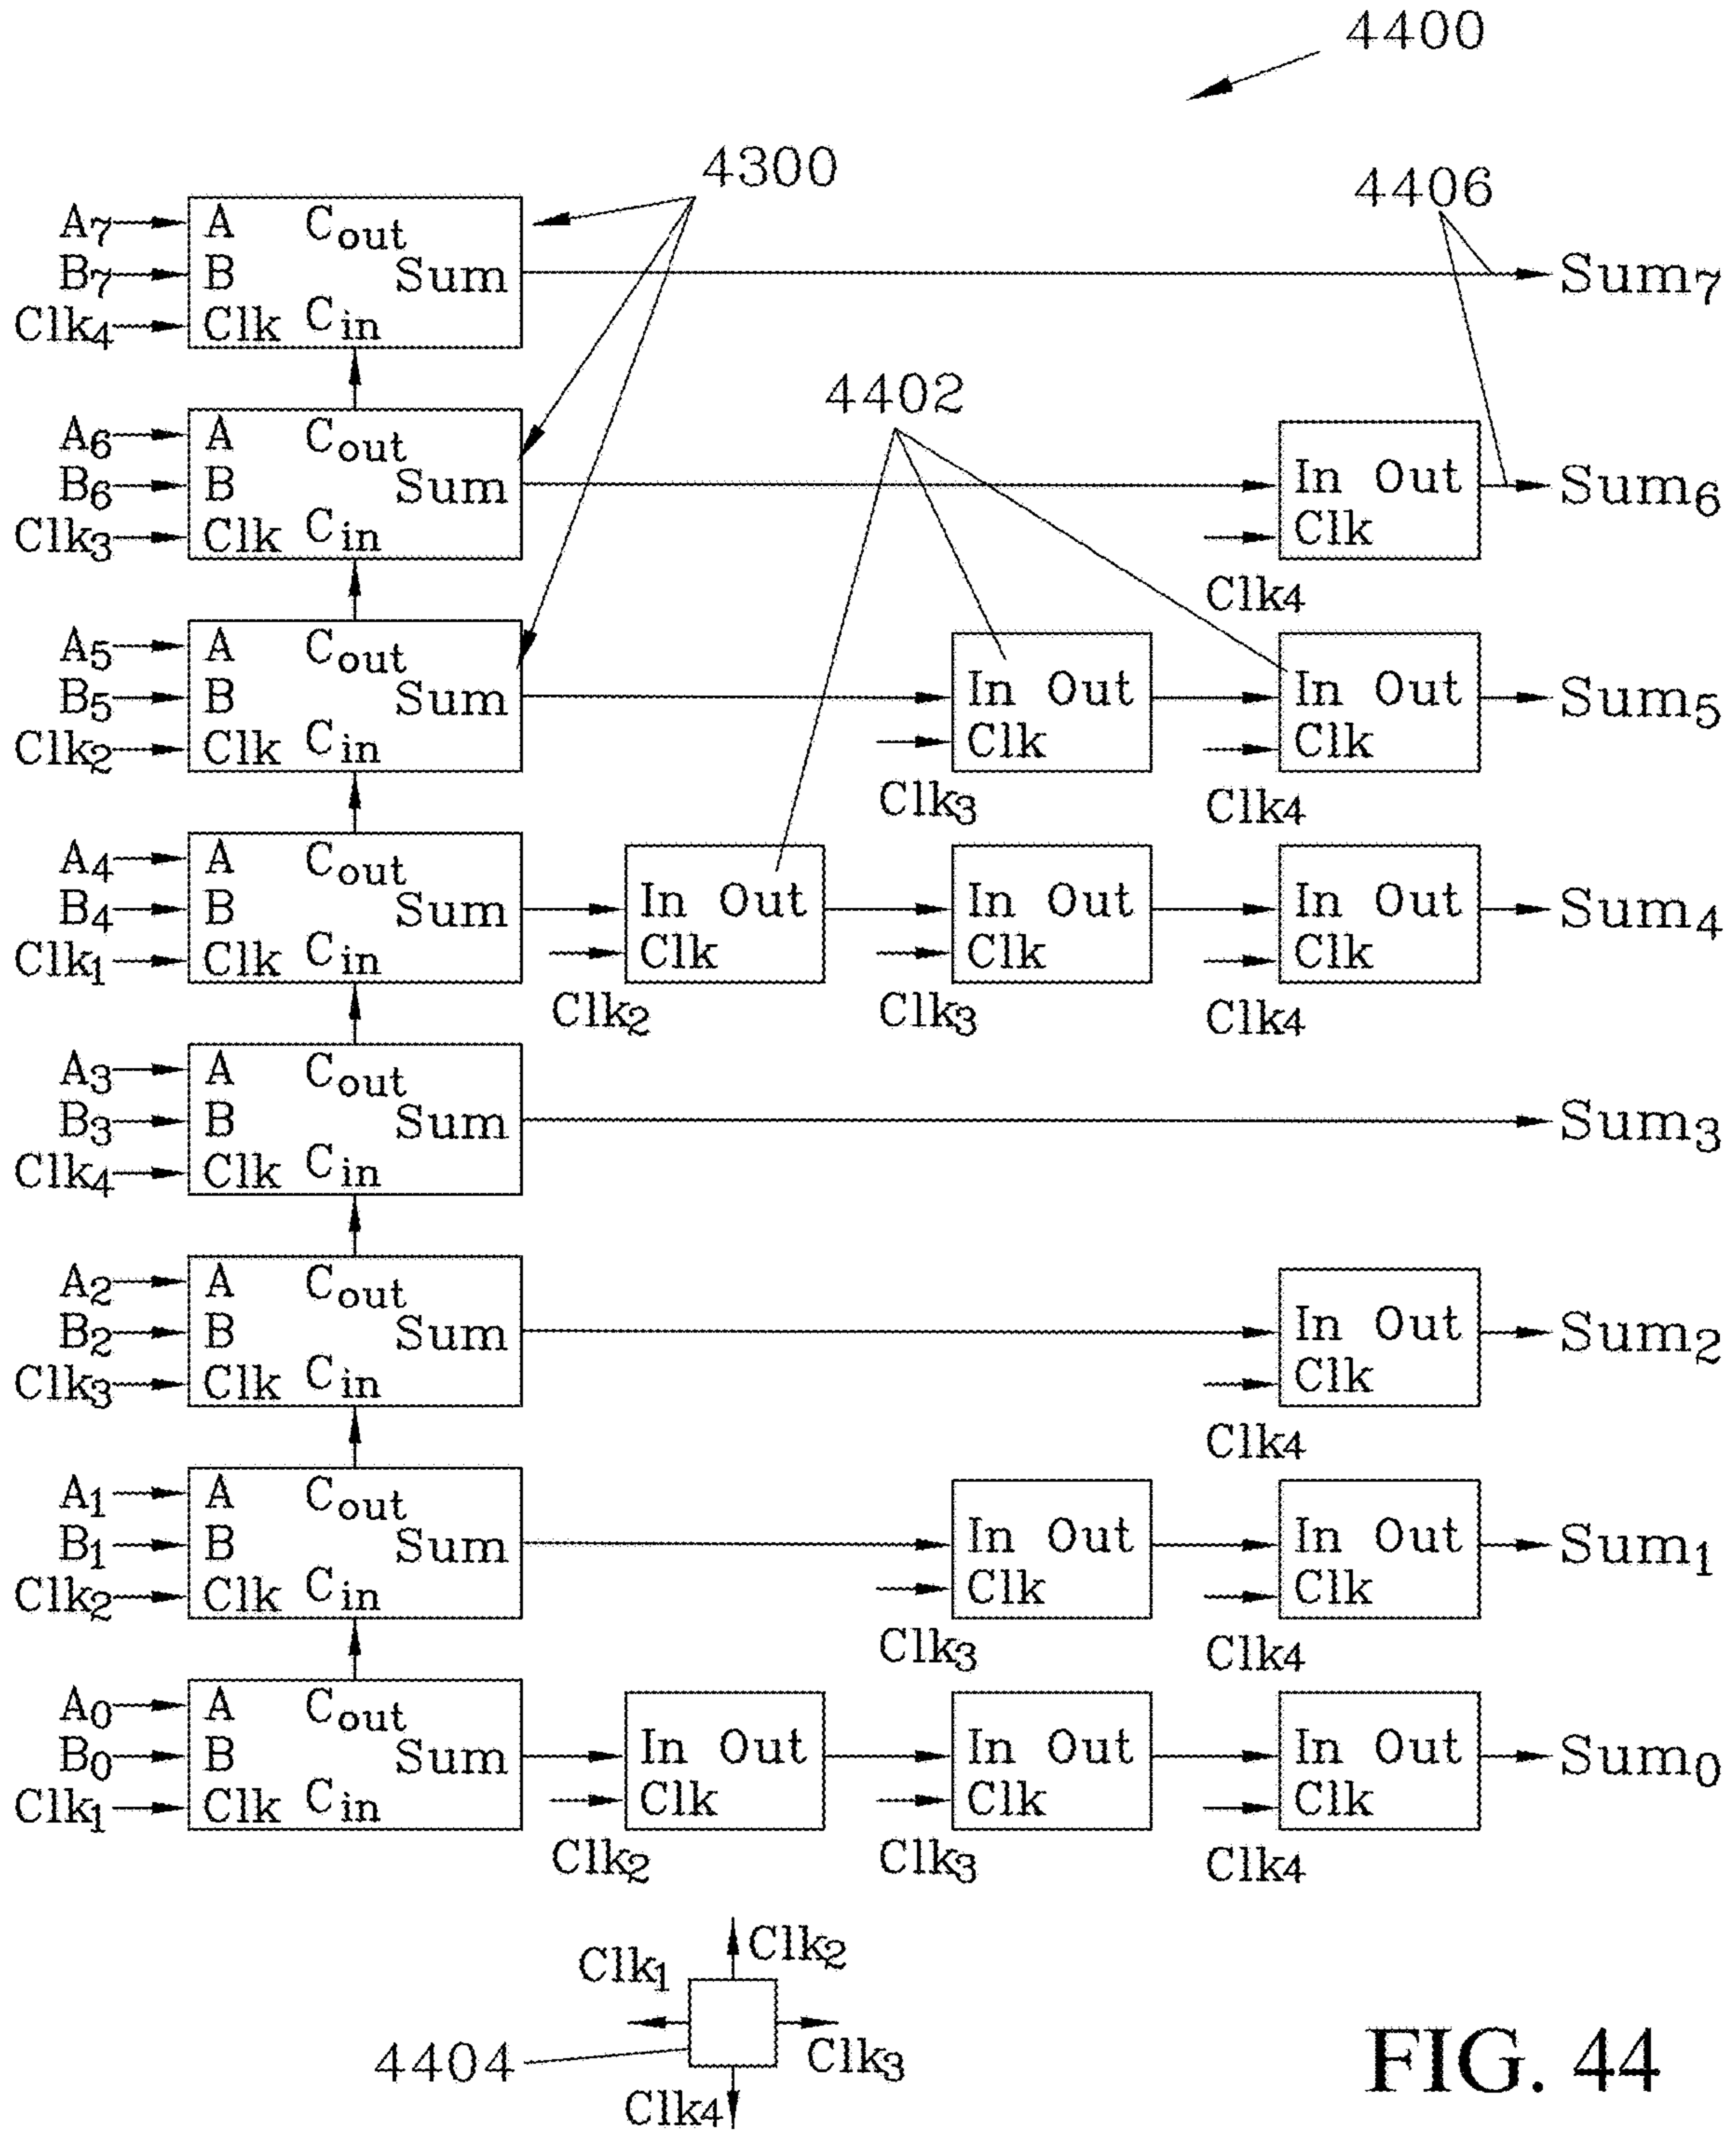 4400
4300
4406
A7 A Cout
B7 B Sum Sum7
Clk4 Clk Cin
4402
A6 A Cout
B6 B Sum In Out Sum6
Clk3 Clk Cin Clk
Clk4
A5 A Cout
B5 B Sum In Out In Out Sum5
Clk2 Clk Cin Clk Clk
Clk3 Clk4
A4 A Cout
B4 B Sum In Out In Out In Out Sum4
Clk1 Clk Cin Clk Clk Clk
Clk2 Clk3 Clk4
A3 A Cout
B3 B Sum Sum3
Clk4 Clk Cin
A2 A Cout
B2 B Sum In Out Sum2
Clk3 Clk Cin Clk
Clk4
A1 A Cout
B1 B Sum In Out In Out Sum1
Clk2 Clk Cin Clk Clk
Clk3 Clk4
A0 A Cout
B0 B Sum In Out In Out In Out Sum0
Clk1 Clk Cin Clk Clk Clk
Clk2 Clk3 Clk4
Clk2
Clk1
Clk3
4404
Clk4
FIG. 44